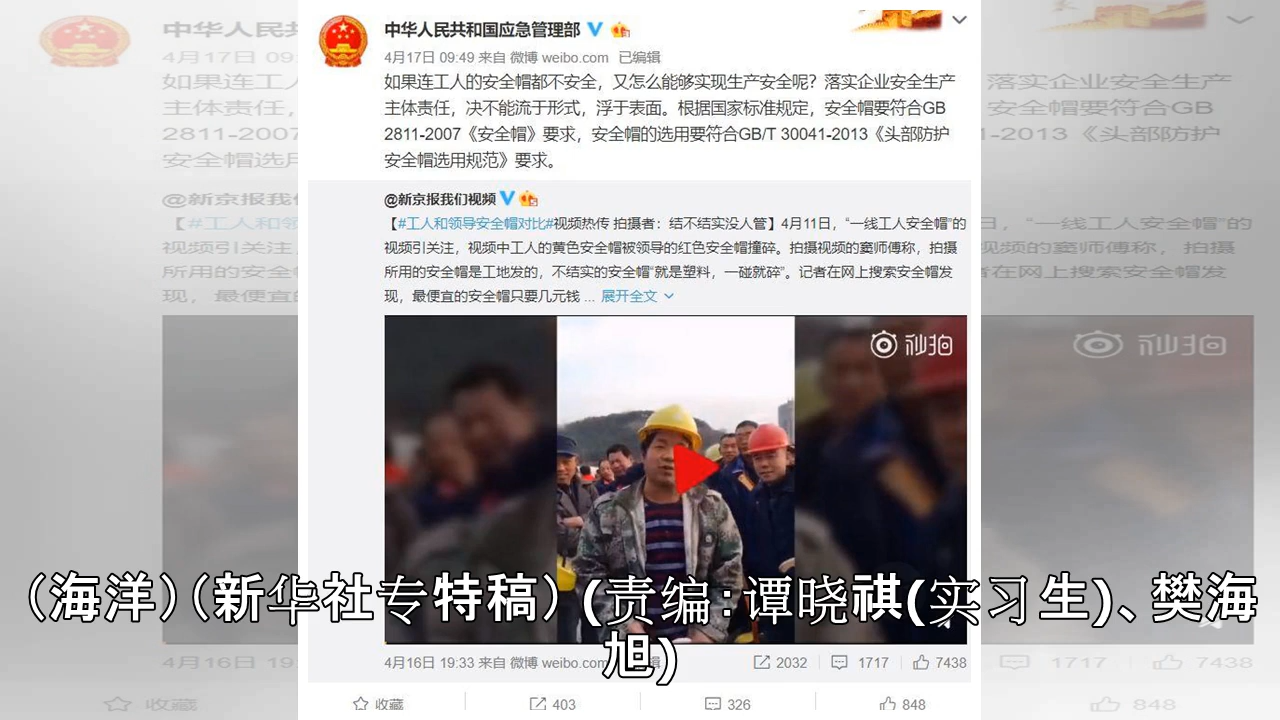 中华人民共和国应急管理部
4月17日 09:49 来自 微博 weibo.com 已编辑
如果连工人的安全帽都不安全，又怎么能够实现生产安全呢？落实企业安全生产
主体责任，决不能流于形式，浮于表面。根据国家标准规定，安全帽要符合GB
2811-2007《安全帽》要求，安全帽的选用要符合GB/T 30041-2013《头部防护
安全帽选用规范》要求。
@新京报我们视频
【#工人和领导安全帽对比#视频热传 拍摄者：结不结实没人管】4月11日，“一线工人安全帽”的
视频引关注，视频中工人的黄色安全帽被领导的红色安全帽撞碎。拍摄视频的窦师傅称，拍摄
所用的安全帽是工地发的，不结实的安全帽“就是塑料，一碰就碎”。记者在网上搜索安全帽发
现，最便宜的安全帽只要几元钱 ... 展开全文
秒拍
（海洋）（新华社专特稿）(责编：谭晓祺(实习生)、樊海
旭)
4月16日 19:33 来自 微博 weibo.com 2032 1717 7438
收藏 403 326 848